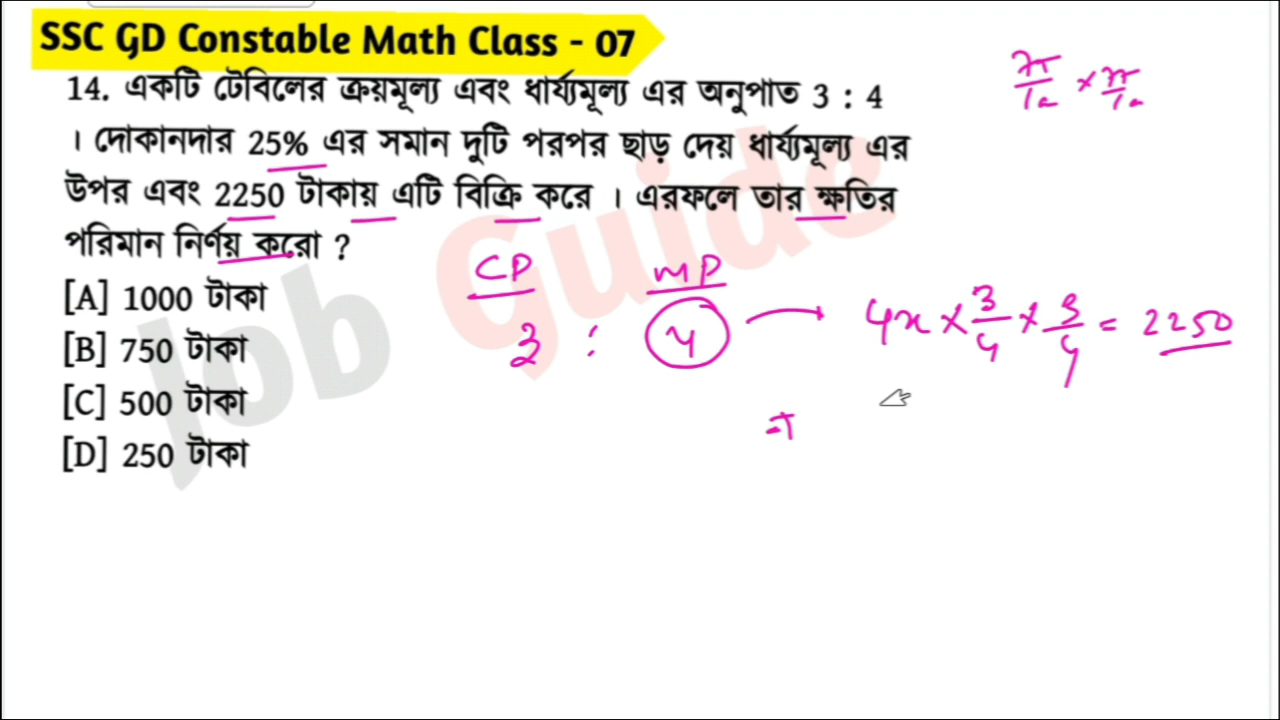 SSC GD Constable Math Class - 07
14. একটি টেবিলের ক্রয়মূল্য এবং ধার্য্যমূল্য এর অনুপাত 3 : 4
। দোকানদার 25% এর সমান দুটি পরপর ছাড় দেয় ধার্য্যমূল্য এর
উপর এবং 2250 টাকায় এটি বিক্রি করে । এরফলে তার ক্ষতির
পরিমান নির্ণয় করো ?
[A] 1000 টাকা
[B] 750 টাকা
[C] 500 টাকা
[D] 250 টাকা
CP MP
3 : 4
4x × 3/4 × 3/4 = 2250
Job Guide